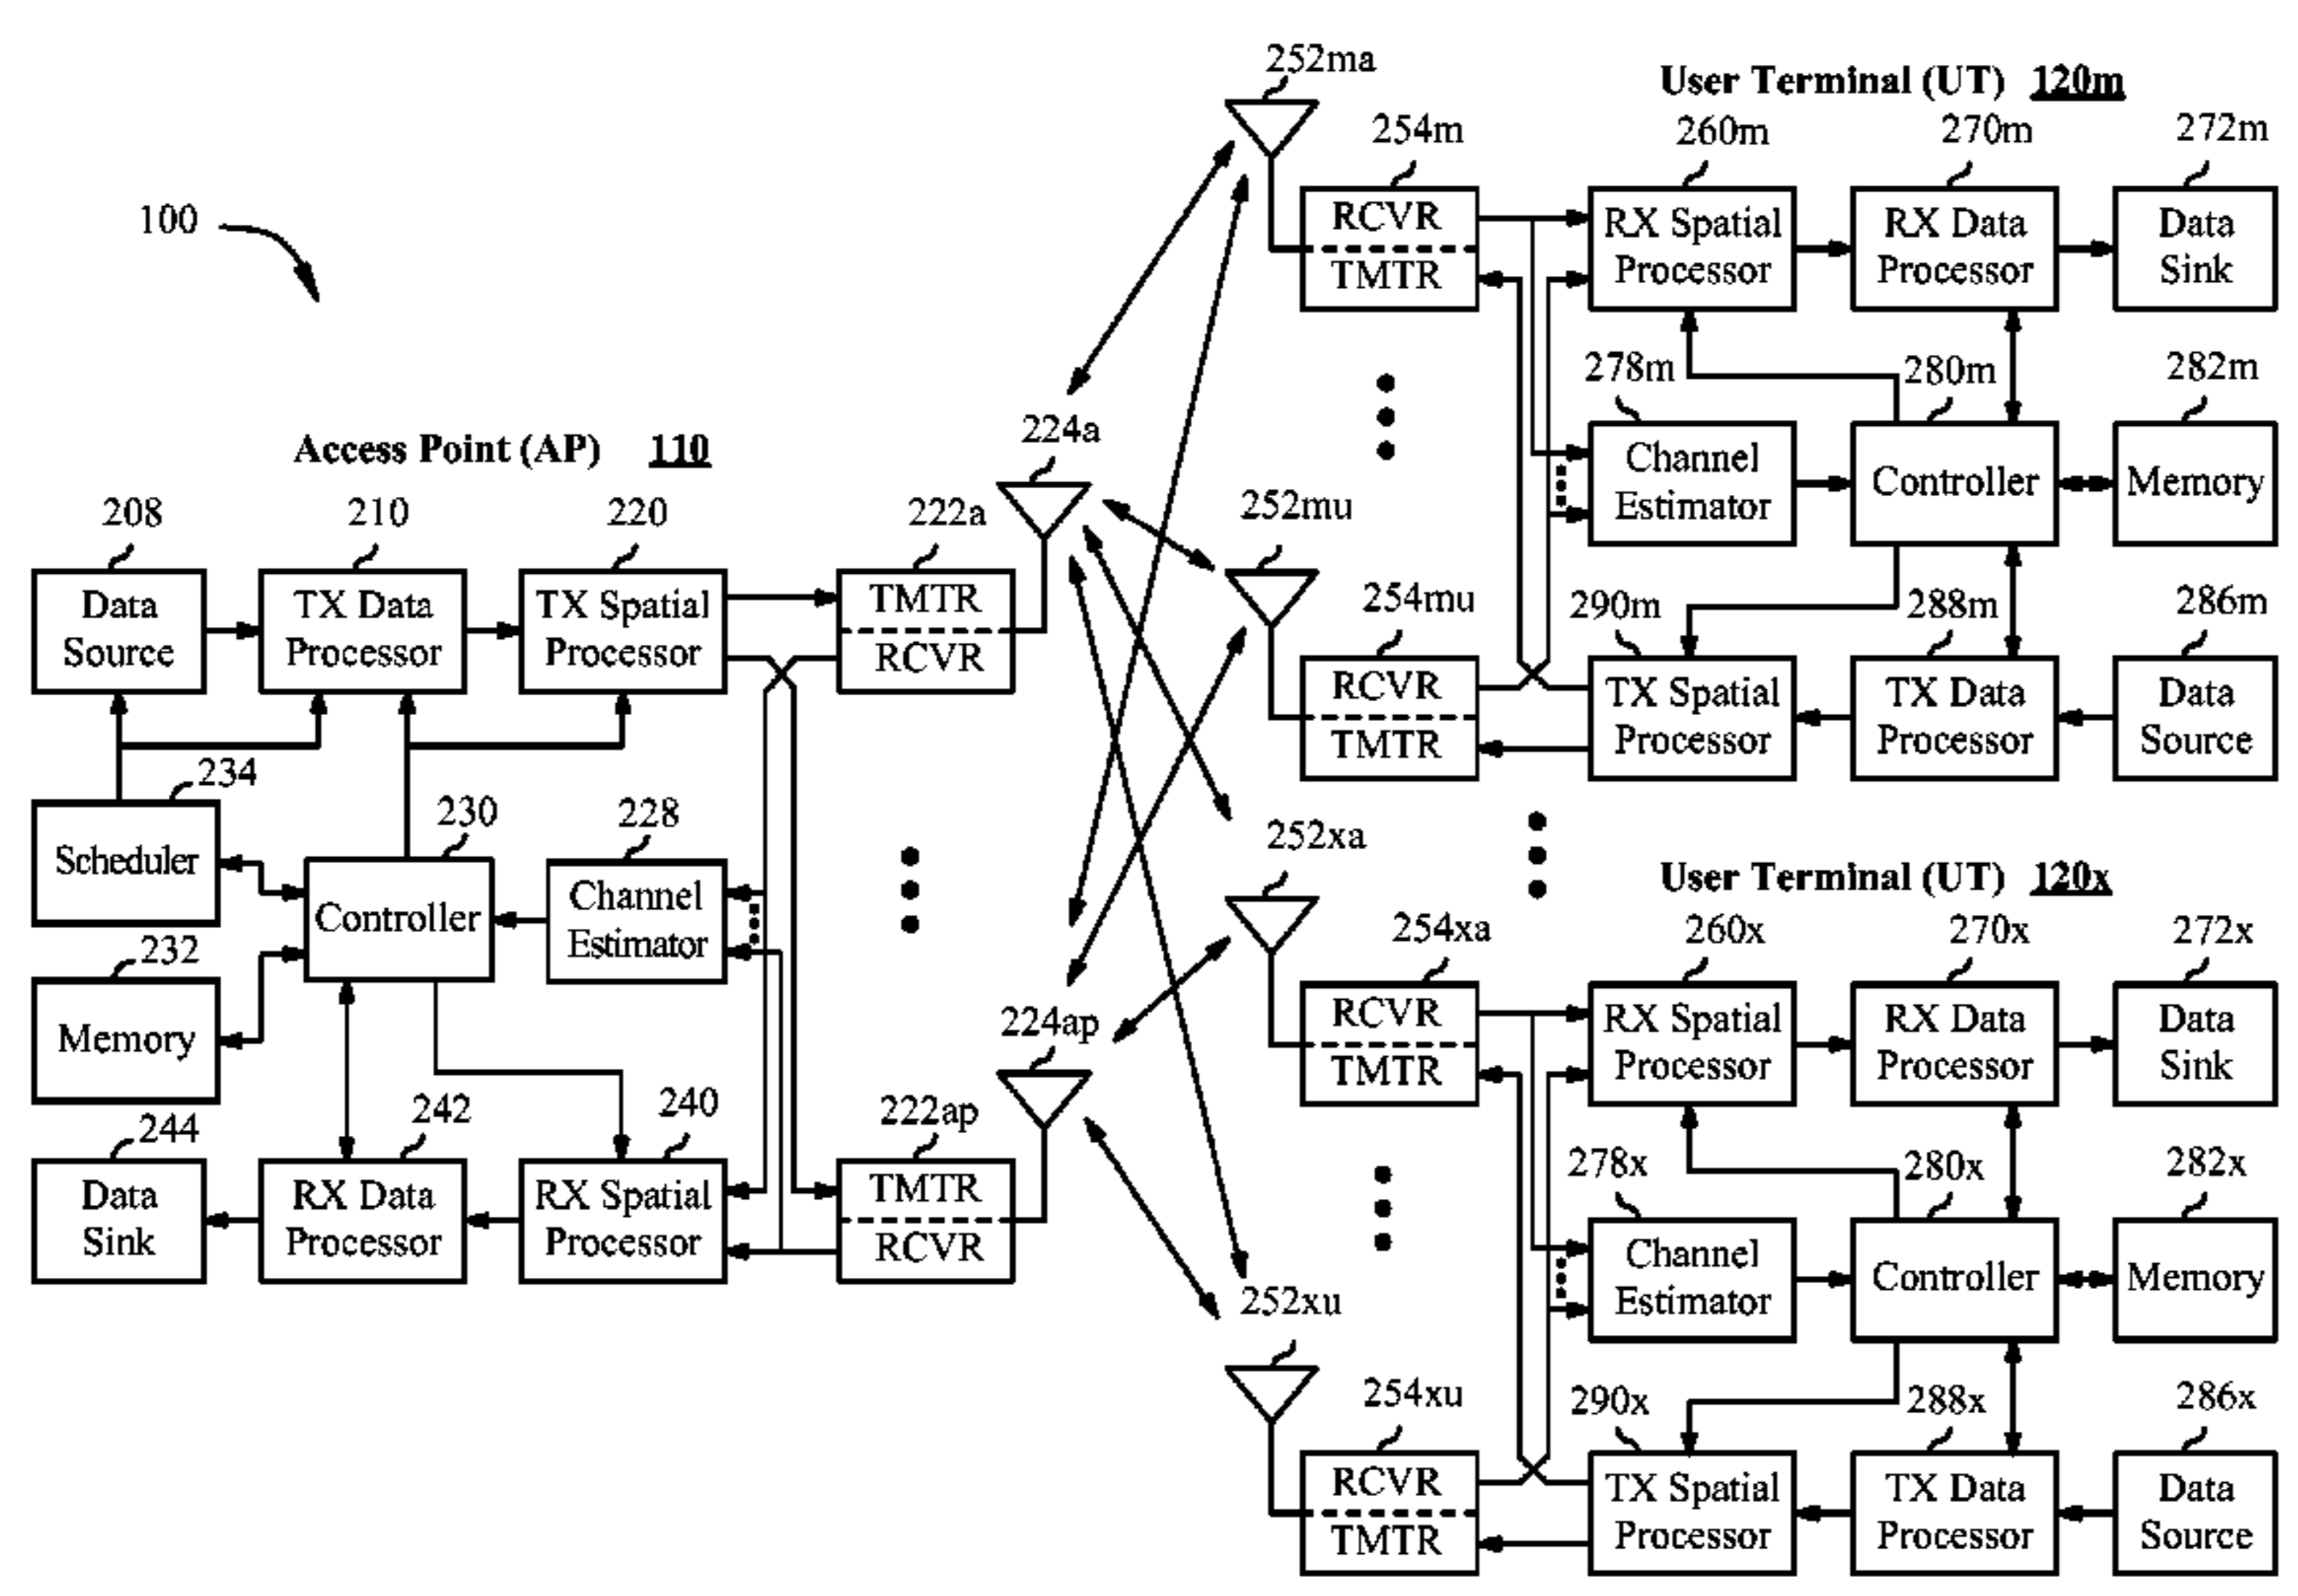 100
Access Point (AP) 110
208
210
220
222a
224a
Data
Source
TX Data
Processor
TX Spatial
Processor
TMTR
RCVR
234
230
228
Scheduler
Controller
Channel
Estimator
232
Memory
244
242
240
222ap
224ap
Data
Sink
RX Data
Processor
RX Spatial
Processor
TMTR
RCVR
252ma
User Terminal (UT) 120m
254m
260m
270m
272m
RCVR
TMTR
RX Spatial
Processor
RX Data
Processor
Data
Sink
278m
280m
282m
Channel
Estimator
Controller
Memory
252mu
254mu
290m
288m
286m
RCVR
TMTR
TX Spatial
Processor
TX Data
Processor
Data
Source
252xa
User Terminal (UT) 120x
254xa
260x
270x
272x
RCVR
TMTR
RX Spatial
Processor
RX Data
Processor
Data
Sink
278x
280x
282x
Channel
Estimator
Controller
Memory
252xu
254xu
290x
288x
286x
RCVR
TMTR
TX Spatial
Processor
TX Data
Processor
Data
Source